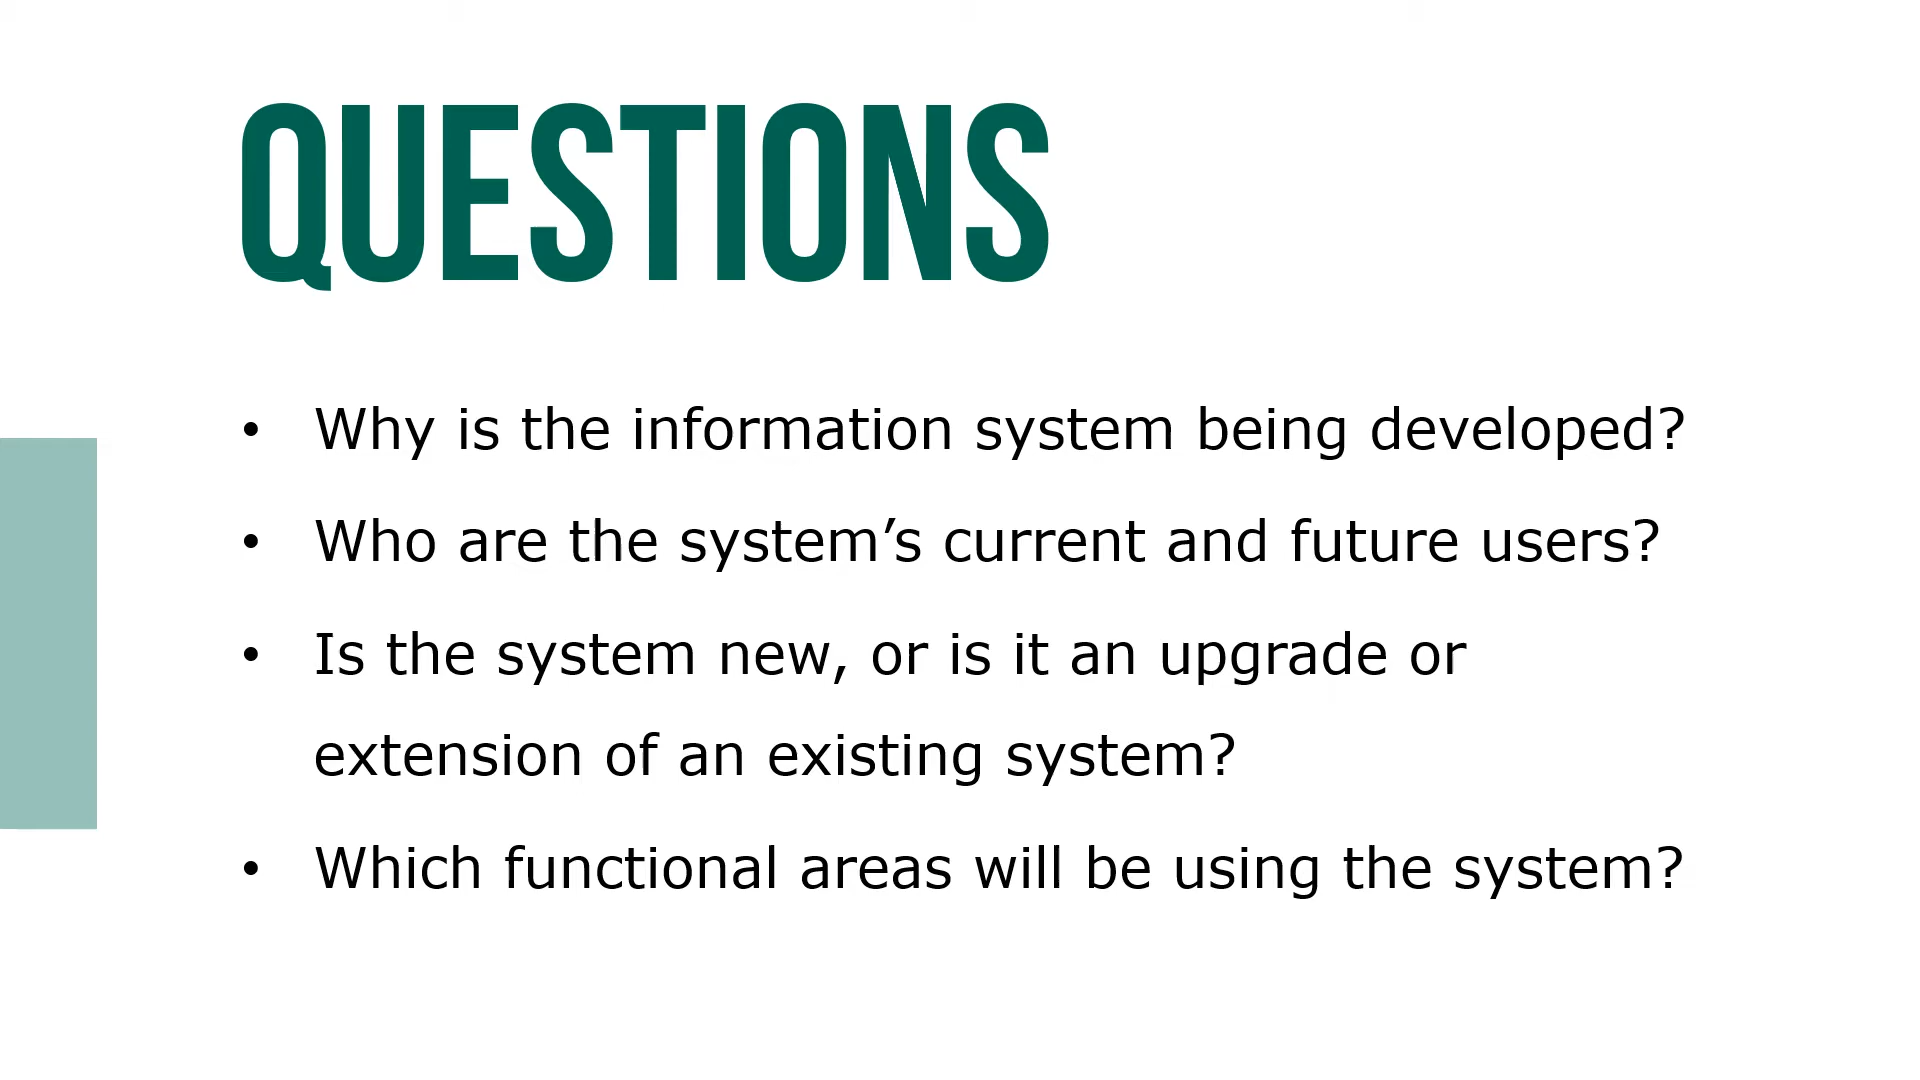 QUESTIONS
• Why is the information system being developed?
• Who are the system’s current and future users?
• Is the system new, or is it an upgrade or
extension of an existing system?
• Which functional areas will be using the system?